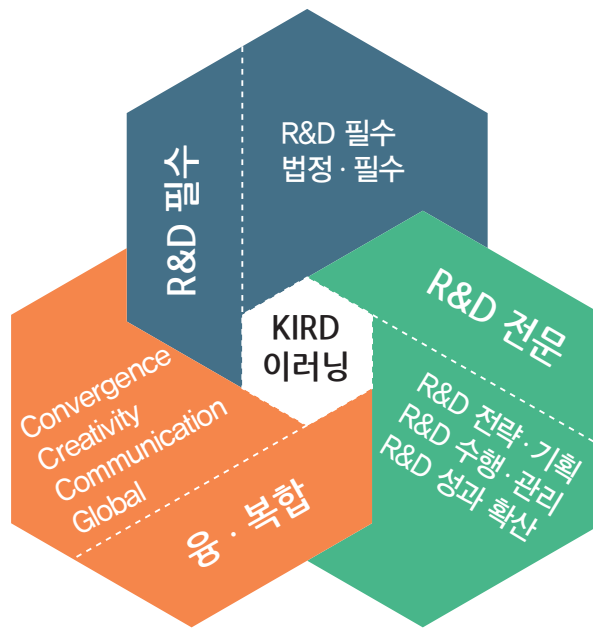 R&D 필수
R&D 필수
법정 · 필수
R&D 전문
R&D 전략 · 기획
R&D 수행 · 관리
R&D 성과 확산
KIRD
이러닝
Convergence
Creativity
Communication
Global
융 · 복합